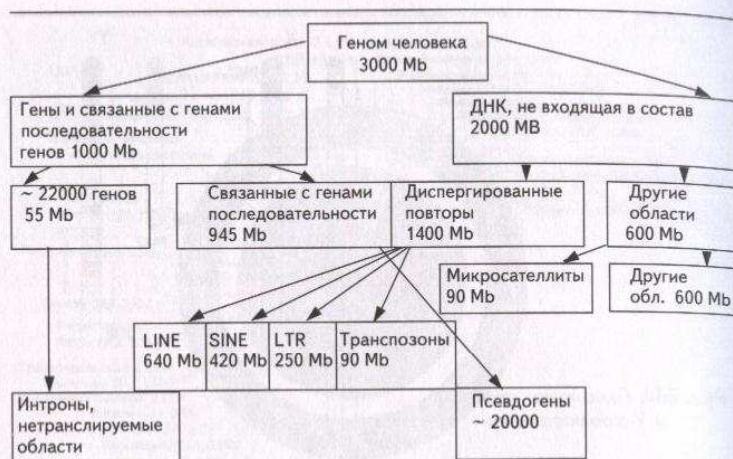 Геном человека
3000 Mb
Гены и связанные с генами
последовательности
генов 1000 Mb
ДНК, не входящая в состав
2000 MB
~ 22000 генов
55 Mb
Связанные с генами
последовательности
945 Mb
Диспергированные
повторы
1400 Mb
Другие
области
600 Mb
Микросателлиты
90 Mb
Другие
обл. 600 Mb
LINE
640 Mb
SINE
420 Mb
LTR
250 Mb
Транспозоны
90 Mb
Интроны,
нетранслируемые
области
Псевдогены
~ 20000